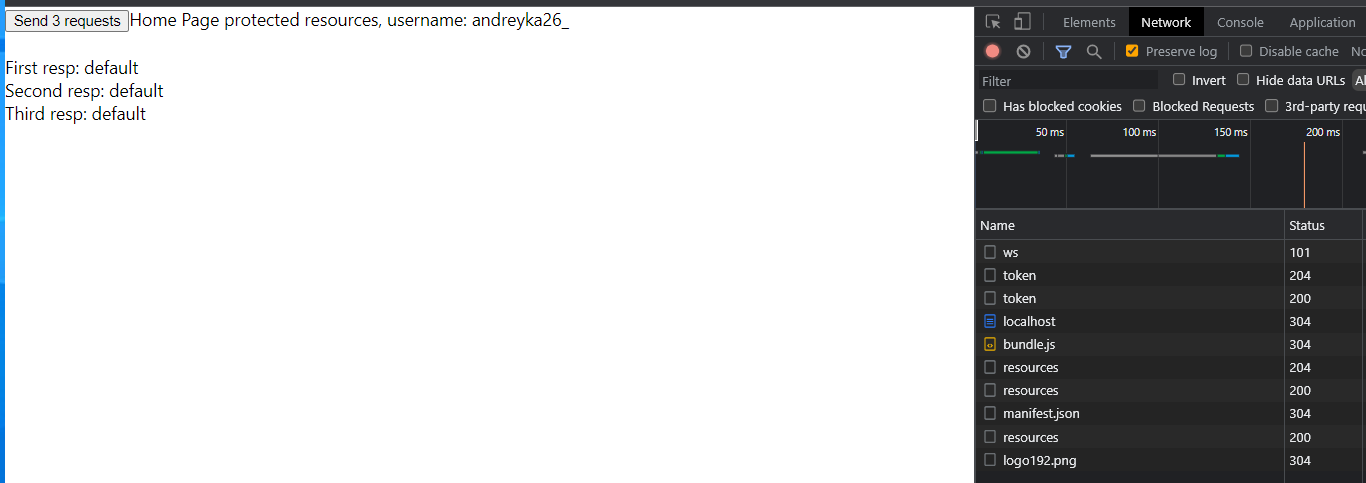 Send 3 requests Home Page protected resources, username: andreyka26_
First resp: default
Second resp: default
Third resp: default
Elements Network Console Application
Preserve log Disable cache No
Filter Invert Hide data URLs Al
Has blocked cookies Blocked Requests 3rd-party requ
50 ms 100 ms 150 ms 200 ms
Name Status
ws 101
token 204
token 200
localhost 304
bundle.js 304
resources 204
resources 200
manifest.json 304
resources 200
logo192.png 304